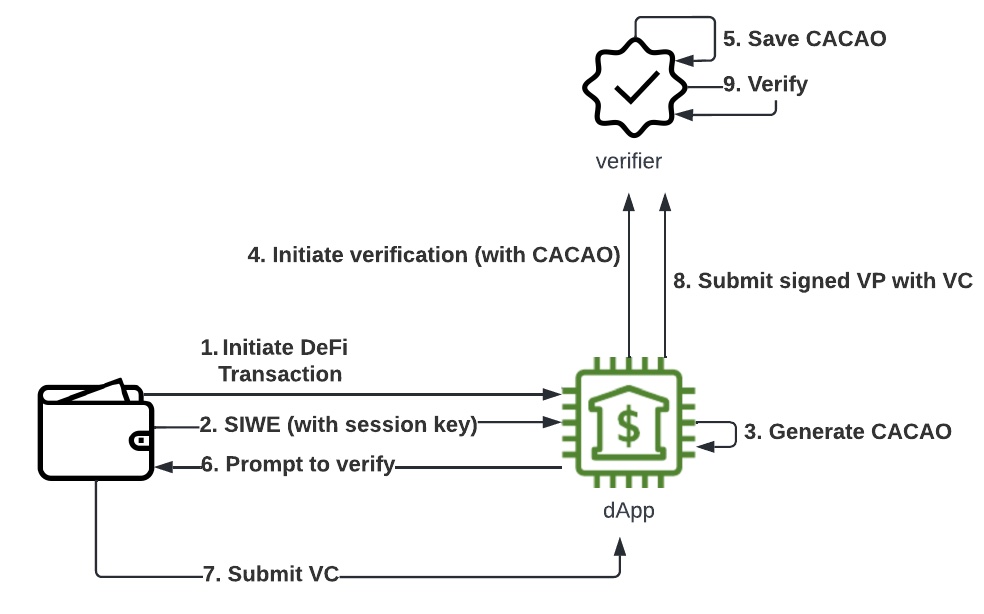 5. Save CACAO
9. Verify
verifier
4. Initiate verification (with CACAO)
8. Submit signed VP with VC
1. Initiate DeFi
Transaction
2. SIWE (with session key)
3. Generate CACAO
6. Prompt to verify
$
dApp
7. Submit VC